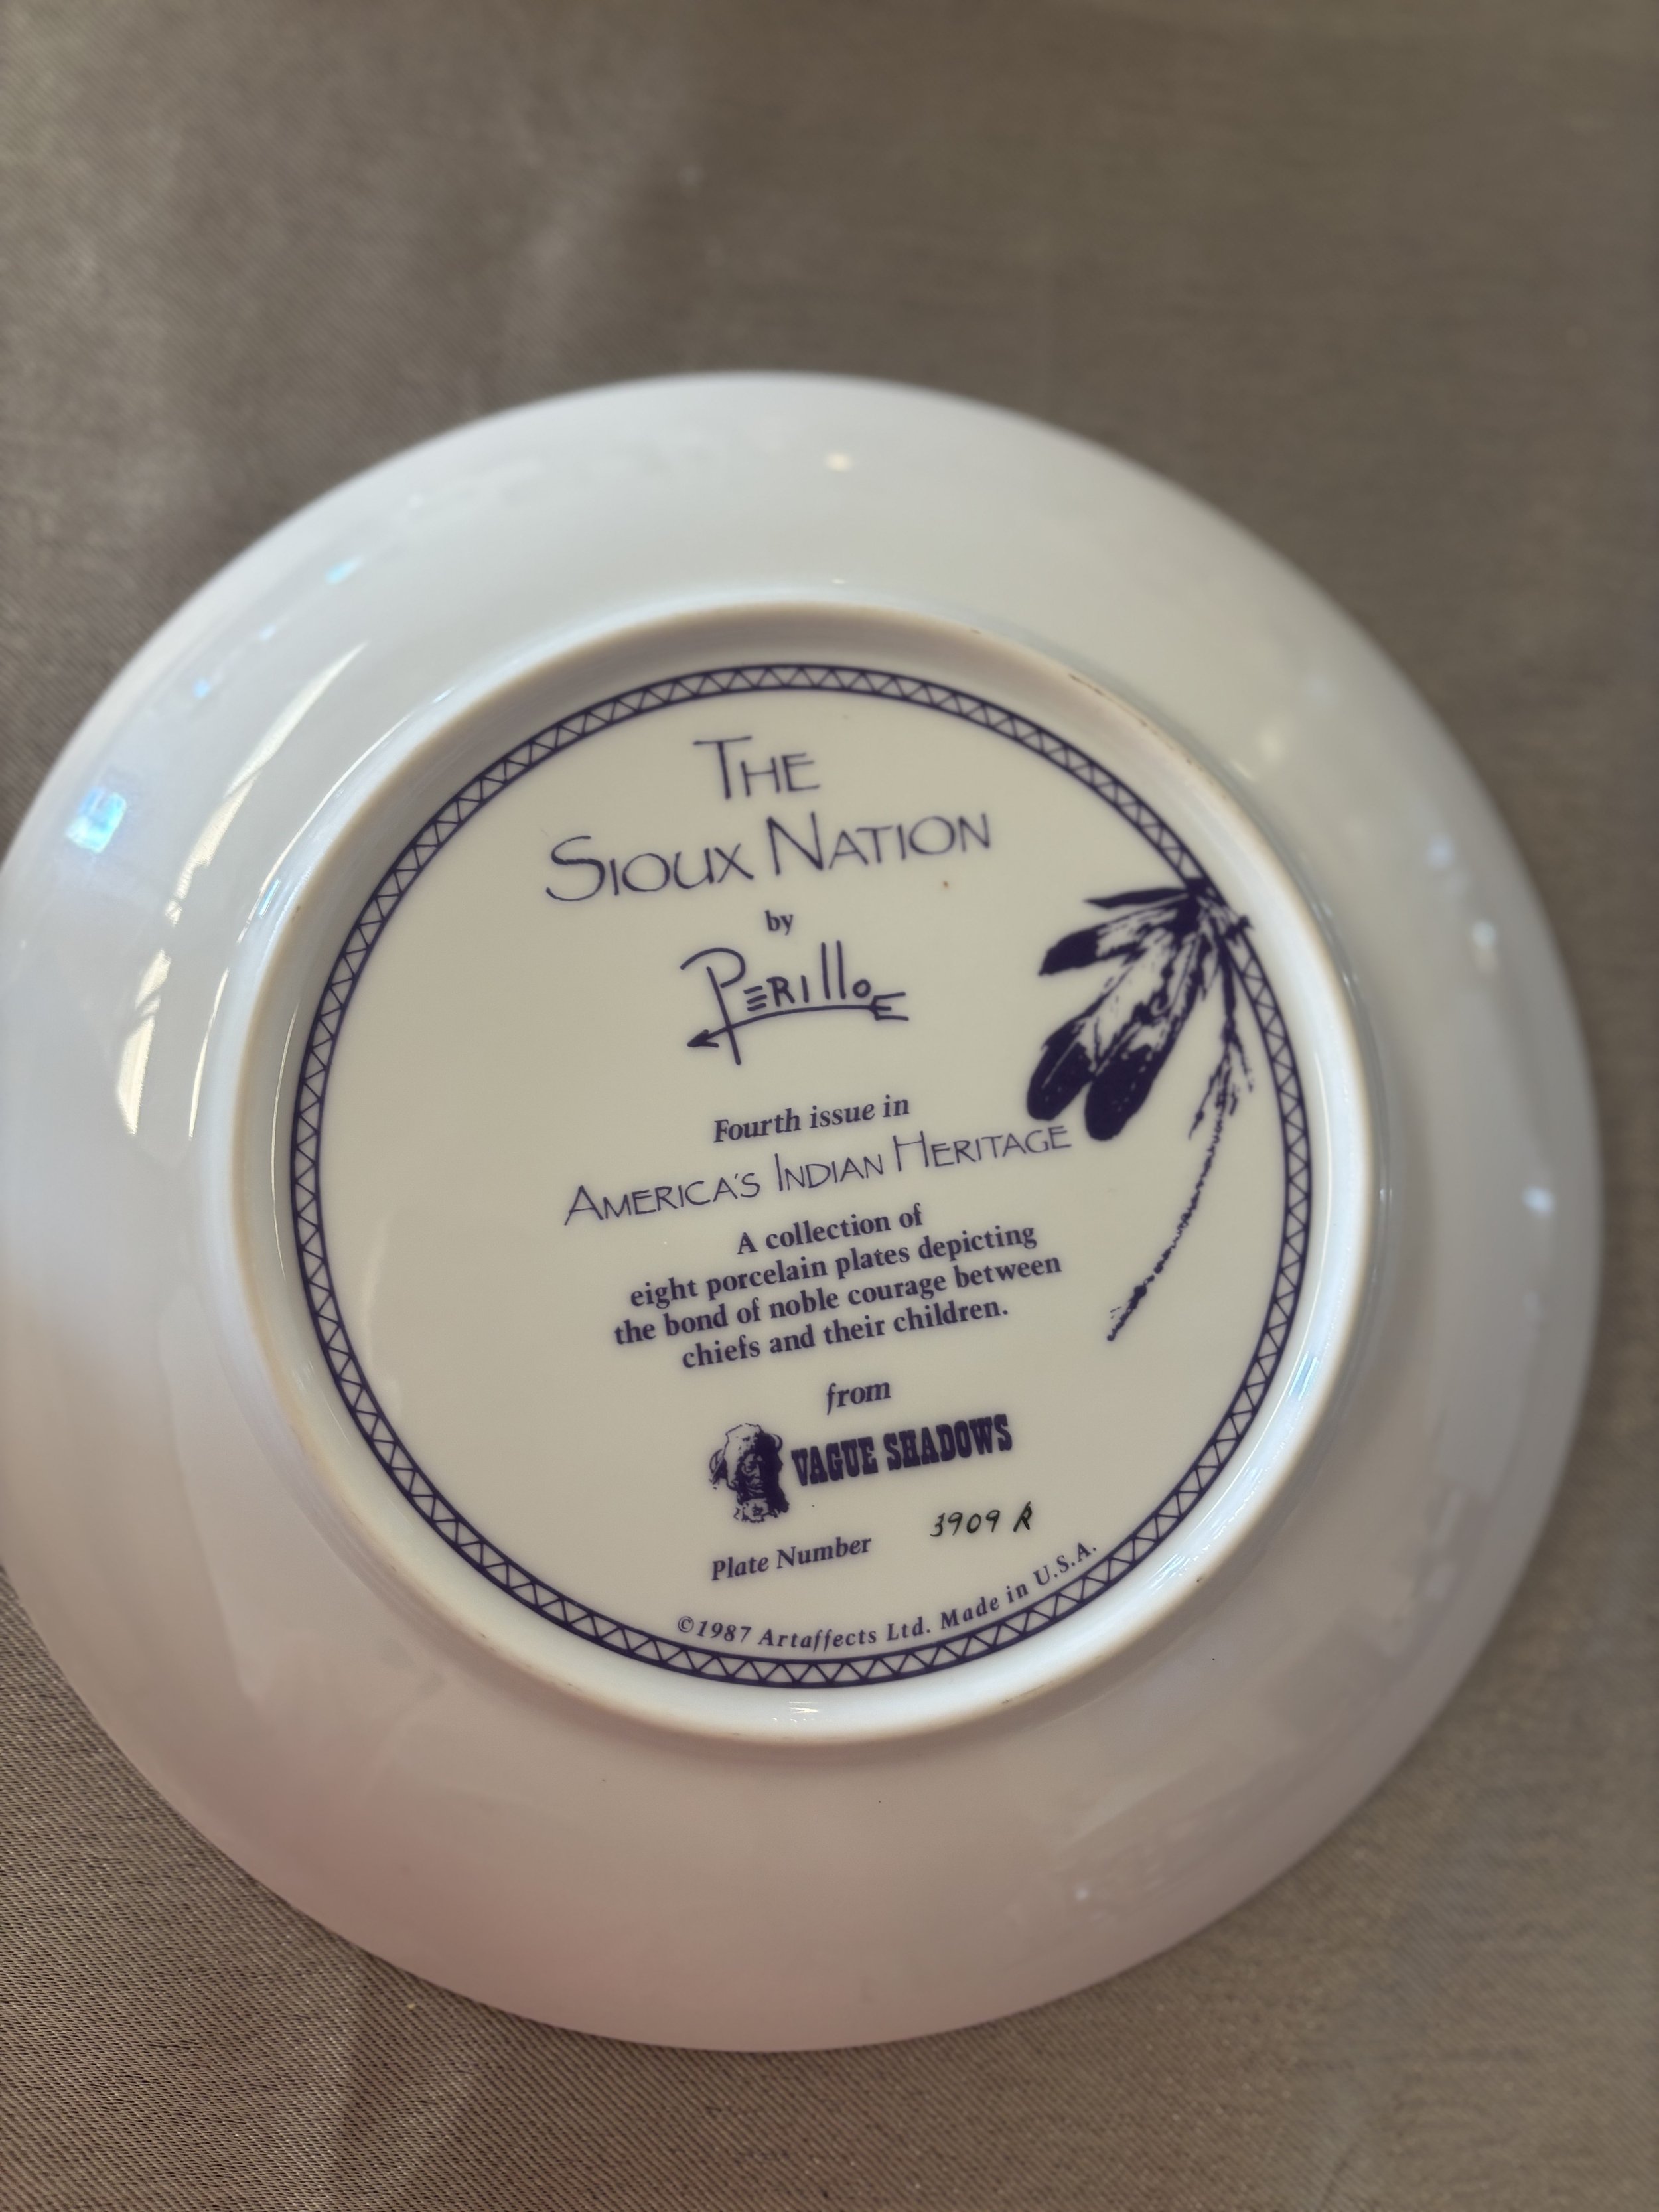 THE
SIOUX NATION
by
PERILLO
Fourth issue in
AMERICA'S INDIAN HERITAGE
A collection of
eight porcelain plates depicting
the bond of noble courage between
chiefs and their children.
from
VAGUE SHADOWS
Plate Number 3909 R
©1987 Artaffects Ltd. Made in U.S.A.